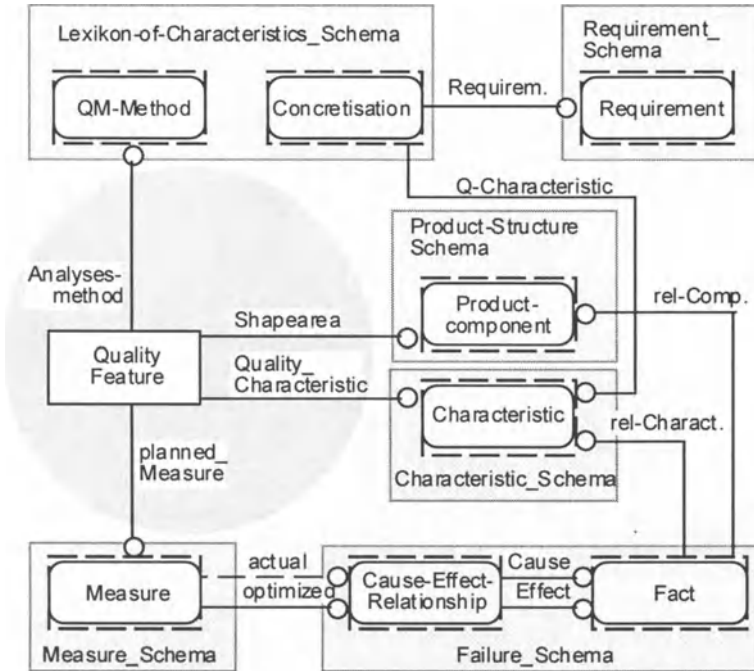 Lexikon-of-Characteristics_Schema
Requirement_
Schema
QM-Method
Concretisation
Requirem.
Requirement
Q-Characteristic
Product-Structure
Schema
Analyses-
method
Shapearea
Product-
component
rel-Comp.
Quality
Feature
Quality_
Characteristic
Characteristic
rel-Charact.
planned_
Measure
Characteristic_Schema
Measure
actual
optimized
Cause-Effect-
Relationship
Cause
Effect
Fact
Measure_Schema
Failure_Schema